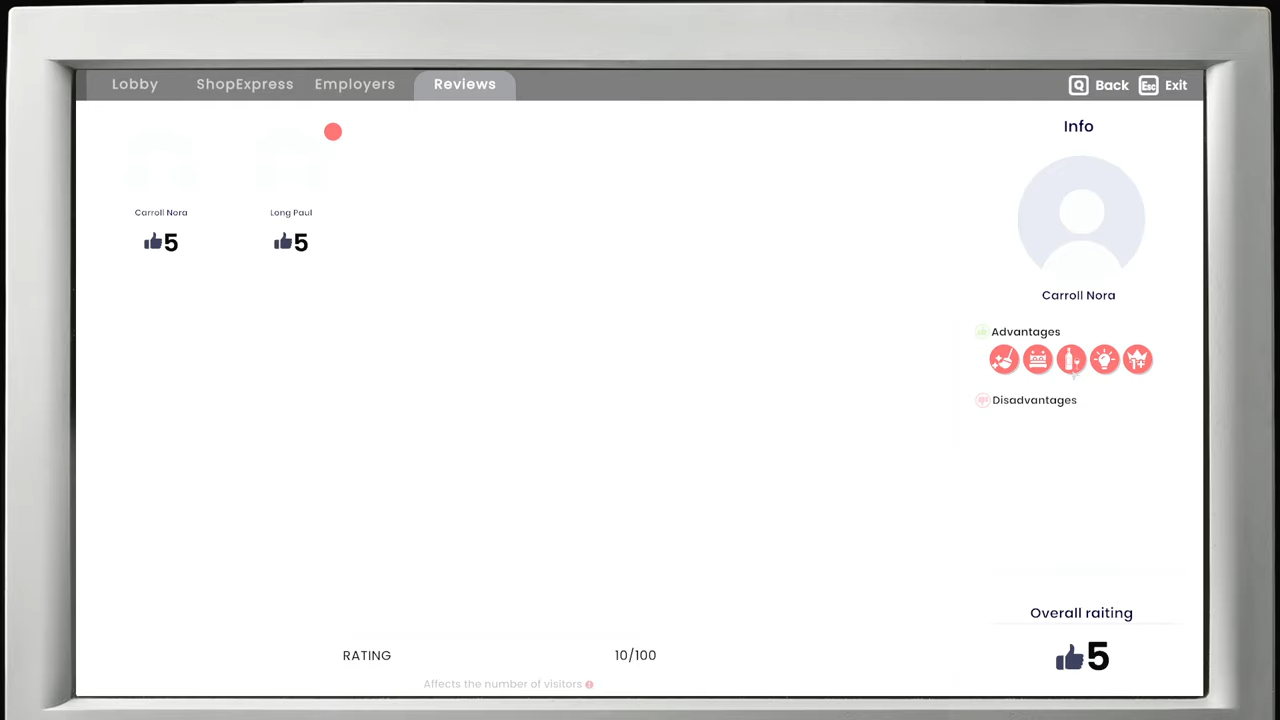 Lobby ShopExpress Employers Reviews Q Back Esc Exit
Info
Carroll Nora Long Paul
5 5
Carroll Nora
Advantages
Disadvantages
Overall raiting
5
RATING 10/100
Affects the number of visitors